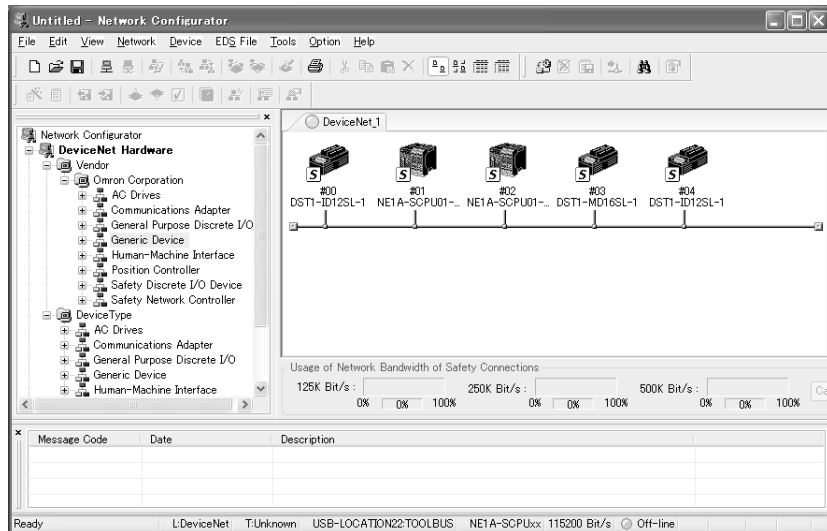 Untitled - Network Configurator
File Edit View Network Device EDS File Tools Option Help
Network Configurator
DeviceNet Hardware
Vendor
Omron Corporation
AC Drives
Communications Adapter
General Purpose Discrete I/O
Generic Device
Human-Machine Interface
Position Controller
Safety Discrete I/O Device
Safety Network Controller
DeviceType
AC Drives
Communications Adapter
General Purpose Discrete I/O
Generic Device
Human-Machine Interface
DeviceNet_1
S S S S S
#00 #01 #02 #03 #04
DST1-ID12SL-1 NE1A-SCPU01-... NE1A-SCPU01-... DST1-MD16SL-1 DST1-ID12SL-1
Usage of Network Bandwidth of Safety Connections
125K Bit/s : 250K Bit/s : 500K Bit/s : Ca
0% 0% 100% 0% 0% 100% 0% 0% 100%
Message Code Date Description
Ready L:DeviceNet T:Unknown USB-LOCATION22:TOOLBUS NE1A-SCPUxx 115200 Bit/s Off-line